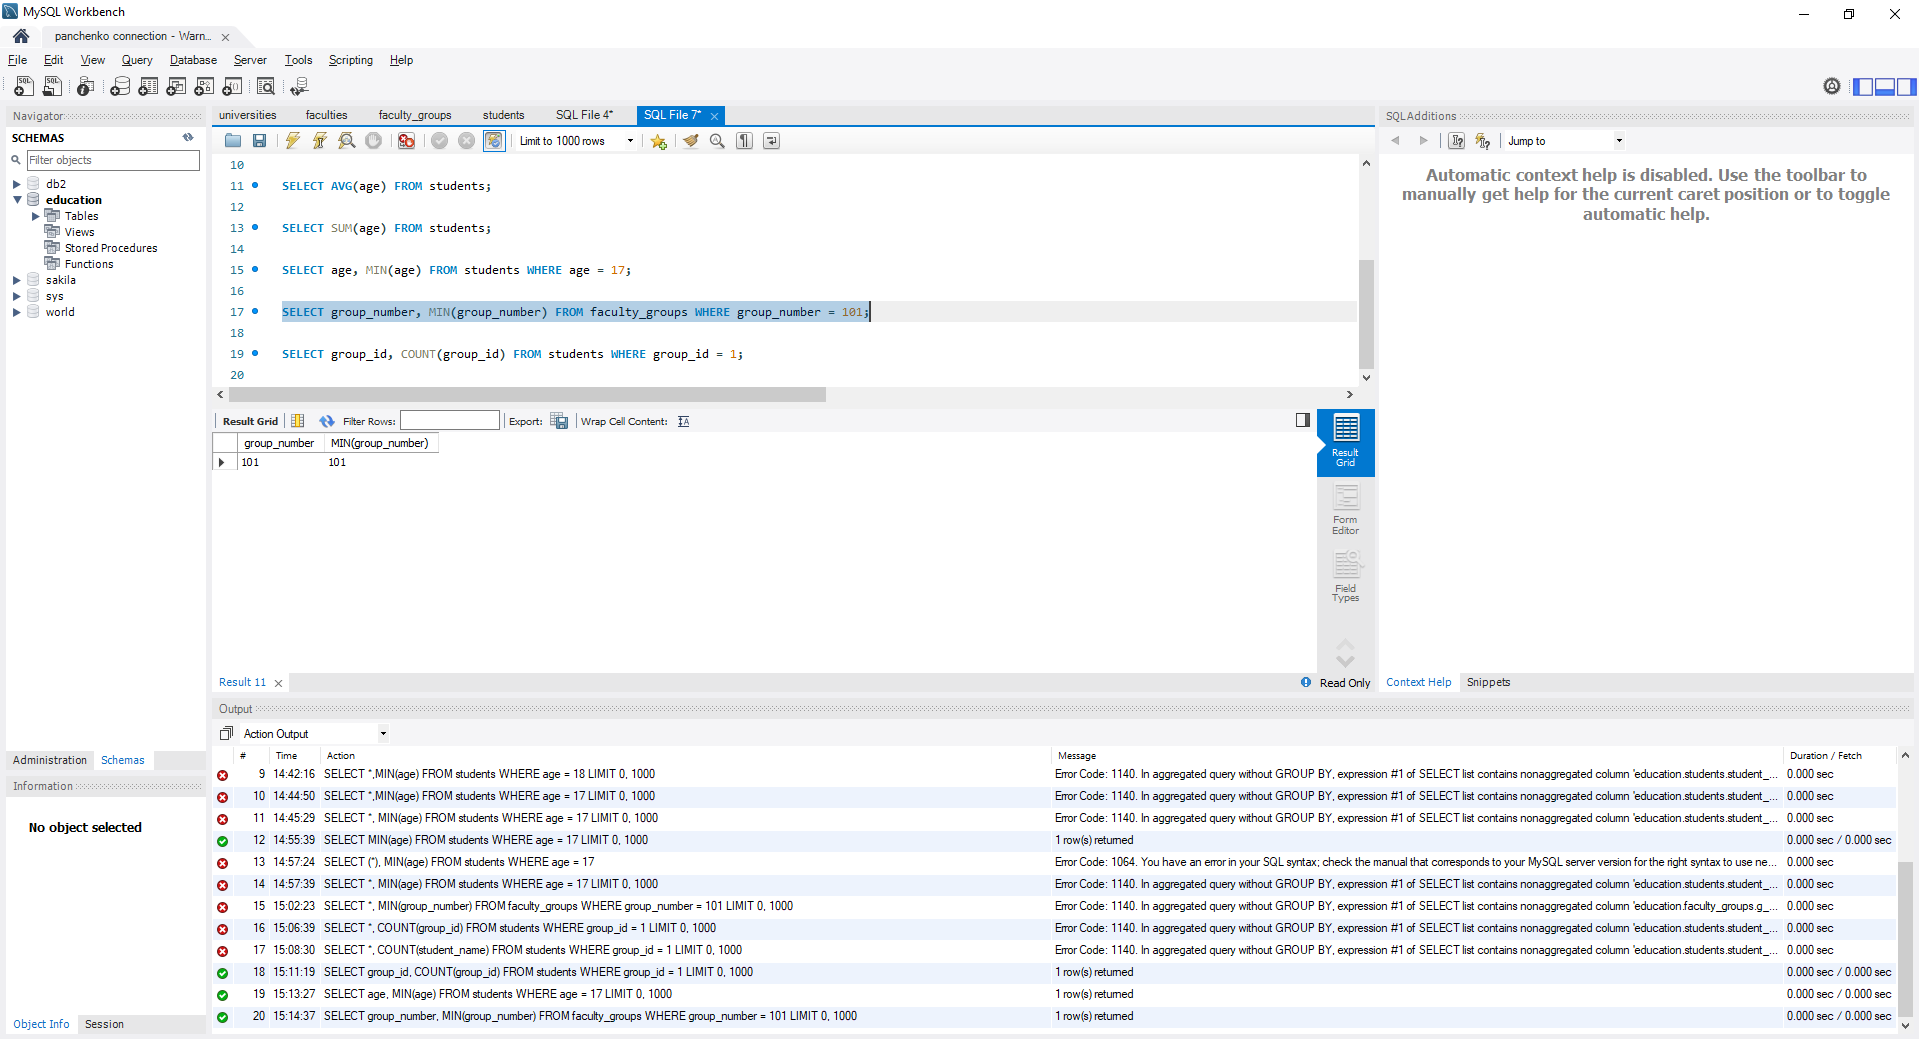 MySQL Workbench
panchenko connection - Warn...
File Edit View Query Database Server Tools Scripting Help
Navigator
SCHEMAS
Filter objects
db2
education
Tables
Views
Stored Procedures
Functions
sakila
sys
world
Administration Schemas
Information
No object selected
Object Info Session
universities faculties faculty_groups students SQL File 4* SQL File 7*
Limit to 1000 rows
10
11 SELECT AVG(age) FROM students;
12
13 SELECT SUM(age) FROM students;
14
15 SELECT age, MIN(age) FROM students WHERE age = 17;
16
17 SELECT group_number, MIN(group_number) FROM faculty_groups WHERE group_number = 101;
18
19 SELECT group_id, COUNT(group_id) FROM students WHERE group_id = 1;
20
Result Grid Filter Rows: Export: Wrap Cell Content:
group_number MIN(group_number)
101 101
Result Grid
Form Editor
Field Types
Result 11
Read Only
SQLAdditions
Jump to
Automatic context help is disabled. Use the toolbar to
manually get help for the current caret position or to toggle
automatic help.
Context Help Snippets
Output
Action Output
# Time Action Message Duration / Fetch
9 14:42:16 SELECT *,MIN(age) FROM students WHERE age = 18 LIMIT 0, 1000 Error Code: 1140. In aggregated query without GROUP BY, expression #1 of SELECT list contains nonaggregated column 'education.students.student_... 0.000 sec
10 14:44:50 SELECT *,MIN(age) FROM students WHERE age = 17 LIMIT 0, 1000 Error Code: 1140. In aggregated query without GROUP BY, expression #1 of SELECT list contains nonaggregated column 'education.students.student_... 0.000 sec
11 14:45:29 SELECT *, MIN(age) FROM students WHERE age = 17 LIMIT 0, 1000 Error Code: 1140. In aggregated query without GROUP BY, expression #1 of SELECT list contains nonaggregated column 'education.students.student_... 0.000 sec
12 14:55:39 SELECT MIN(age) FROM students WHERE age = 17 LIMIT 0, 1000 1 row(s) returned 0.000 sec / 0.000 sec
13 14:57:24 SELECT (*), MIN(age) FROM students WHERE age = 17 Error Code: 1064. You have an error in your SQL syntax; check the manual that corresponds to your MySQL server version for the right syntax to use ne... 0.000 sec
14 14:57:39 SELECT *, MIN(age) FROM students WHERE age = 17 LIMIT 0, 1000 Error Code: 1140. In aggregated query without GROUP BY, expression #1 of SELECT list contains nonaggregated column 'education.students.student_... 0.000 sec
15 15:02:23 SELECT *, MIN(group_number) FROM faculty_groups WHERE group_number = 101 LIMIT 0, 1000 Error Code: 1140. In aggregated query without GROUP BY, expression #1 of SELECT list contains nonaggregated column 'education.faculty_groups.g_... 0.000 sec
16 15:06:39 SELECT *, COUNT(group_id) FROM students WHERE group_id = 1 LIMIT 0, 1000 Error Code: 1140. In aggregated query without GROUP BY, expression #1 of SELECT list contains nonaggregated column 'education.students.student_... 0.000 sec
17 15:08:30 SELECT *, COUNT(student_name) FROM students WHERE group_id = 1 LIMIT 0, 1000 Error Code: 1140. In aggregated query without GROUP BY, expression #1 of SELECT list contains nonaggregated column 'education.students.student_... 0.000 sec
18 15:11:19 SELECT group_id, COUNT(group_id) FROM students WHERE group_id = 1 LIMIT 0, 1000 1 row(s) returned 0.000 sec / 0.000 sec
19 15:13:27 SELECT age, MIN(age) FROM students WHERE age = 17 LIMIT 0, 1000 1 row(s) returned 0.000 sec / 0.000 sec
20 15:14:37 SELECT group_number, MIN(group_number) FROM faculty_groups WHERE group_number = 101 LIMIT 0, 1000 1 row(s) returned 0.000 sec / 0.000 sec